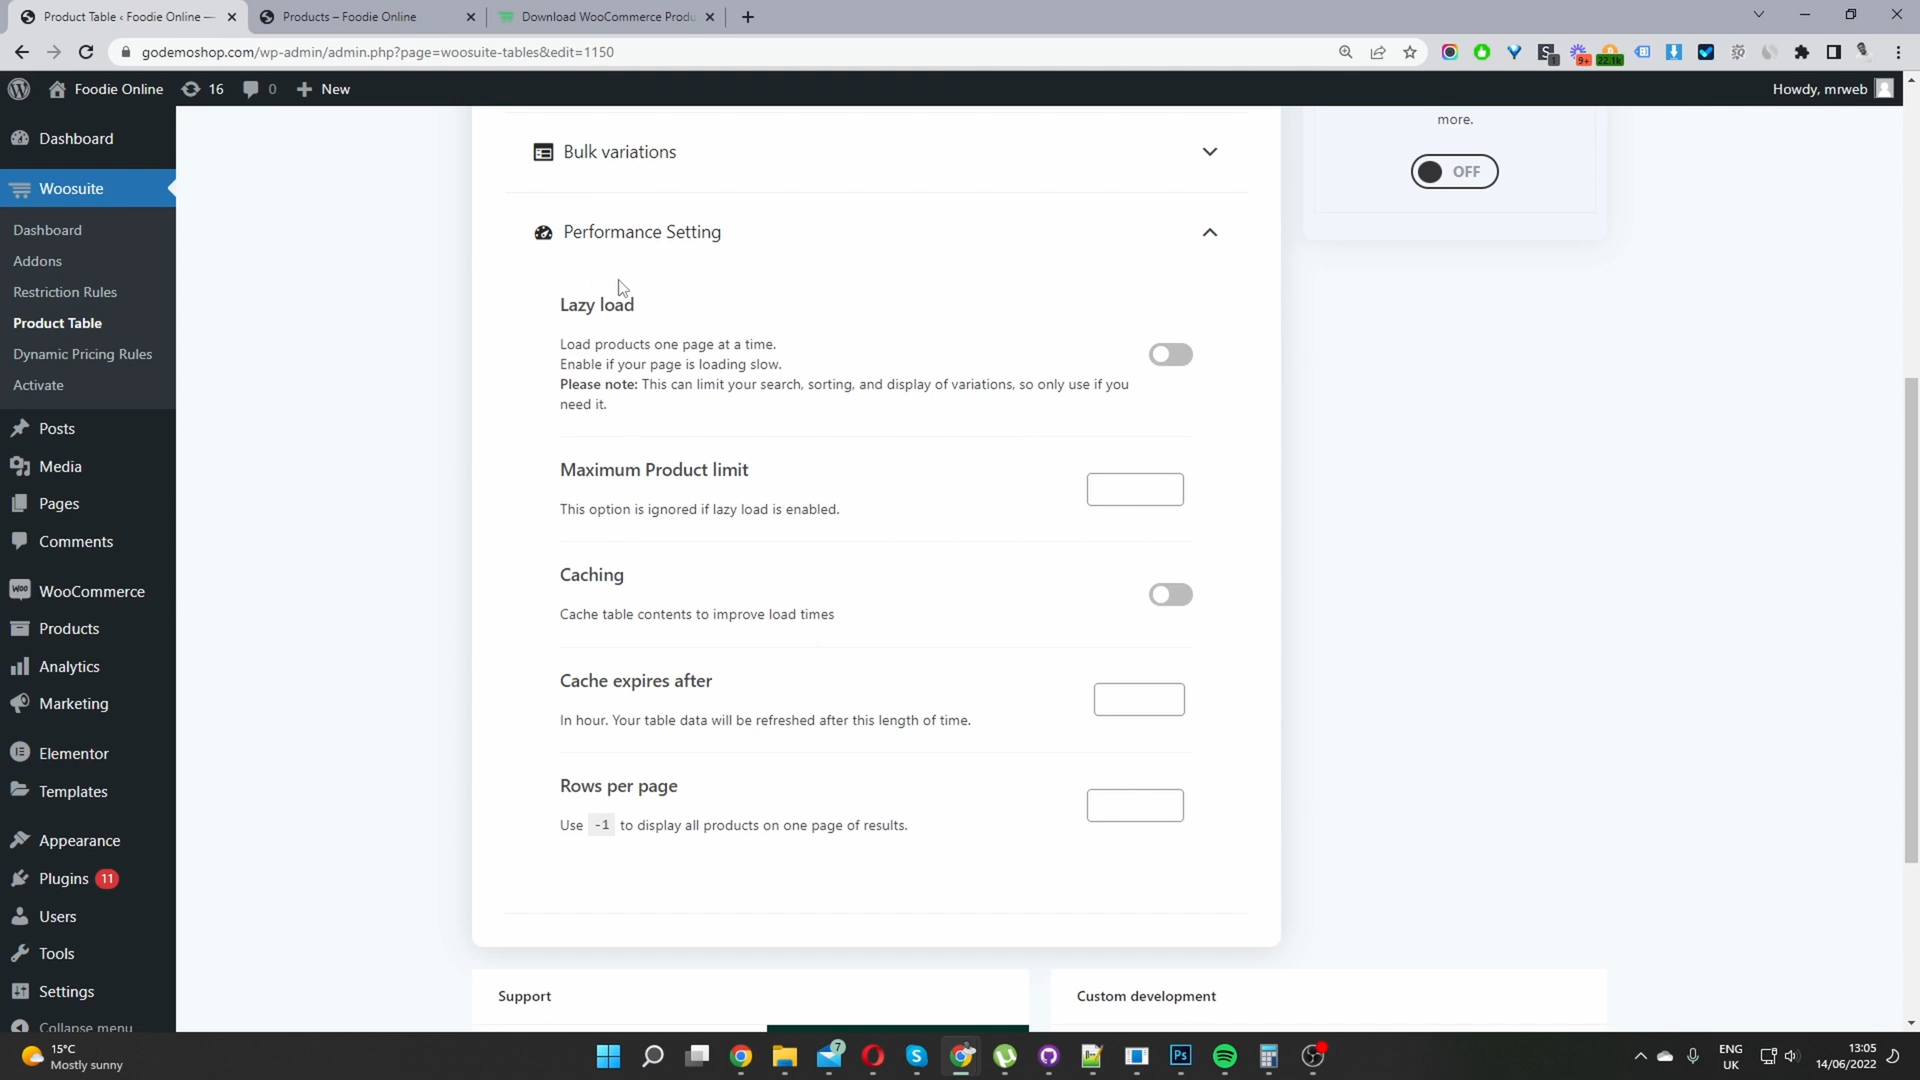 Product Table ‹ Foodie Online —
Products – Foodie Online
Download WooCommerce Produ
godemoshop.com/wp-admin/admin.php?page=woosuite-tables&edit=1150
1
9+
22.1k
Foodie Online
16
0
New
Howdy, mrweb
Dashboard
Woosuite
Dashboard
Addons
Restriction Rules
Product Table
Dynamic Pricing Rules
Activate
Posts
Media
Pages
Comments
WooCommerce
Products
Analytics
Marketing
Elementor
Templates
Appearance
Plugins 11
Users
Tools
Settings
Collapse menu
more.
OFF
Bulk variations
Performance Setting
Lazy load
Load products one page at a time.
Enable if your page is loading slow.
Please note: This can limit your search, sorting, and display of variations, so only use if you
need it.
Maximum Product limit
This option is ignored if lazy load is enabled.
Caching
Cache table contents to improve load times
Cache expires after
In hour. Your table data will be refreshed after this length of time.
Rows per page
Use -1 to display all products on one page of results.
Support
Custom development
15°C
Mostly sunny
7
Ps
ENG
UK
13:05
14/06/2022